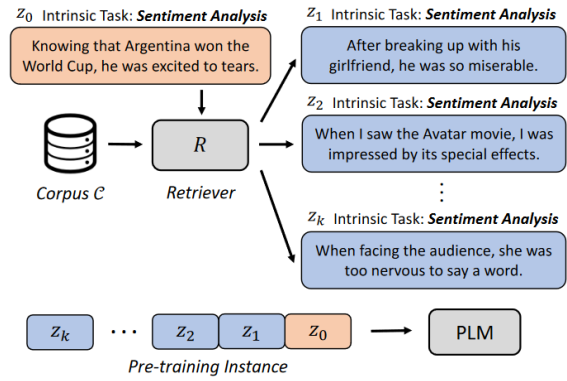 z₀ Intrinsic Task: Sentiment Analysis
Knowing that Argentina won the
World Cup, he was excited to tears.
z₁ Intrinsic Task: Sentiment Analysis
After breaking up with his
girlfriend, he was so miserable.
z₂ Intrinsic Task: Sentiment Analysis
When I saw the Avatar movie, I was
impressed by its special effects.
⋮
zₖ Intrinsic Task: Sentiment Analysis
When facing the audience, she was
too nervous to say a word.
R
Corpus 𝒞
Retriever
zₖ ⋯ z₂ z₁ z₀
PLM
Pre-training Instance